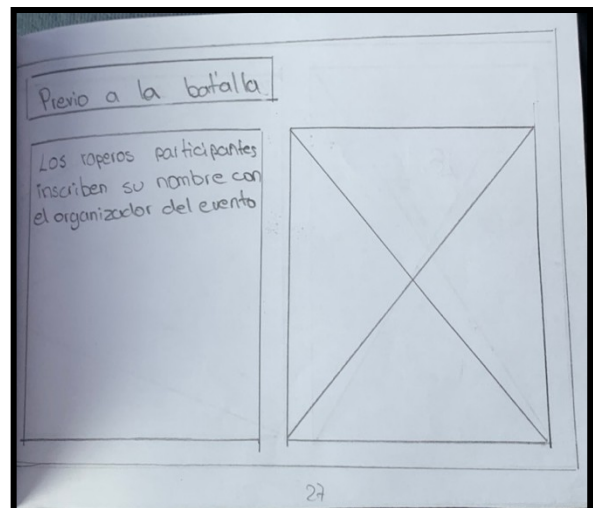 Previo a la batalla
Los raperos participantes
inscriben su nombre con
el organizador del evento
27